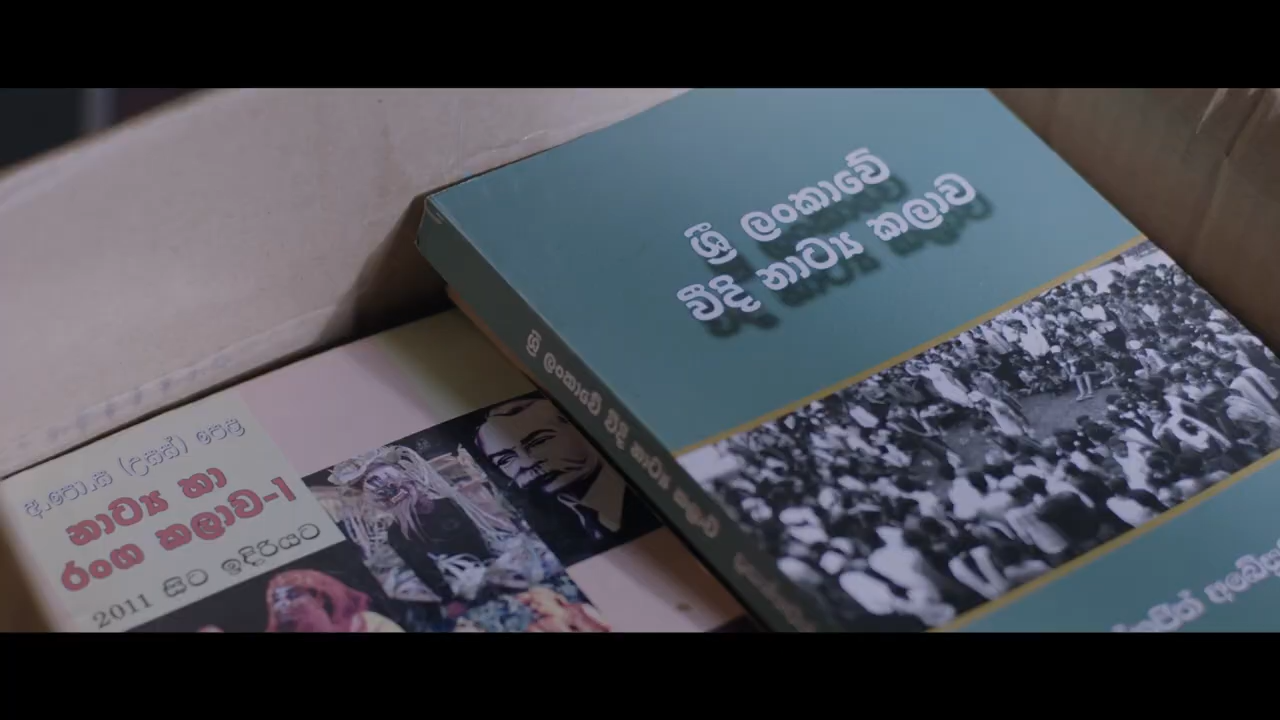 ශ්‍රී ලංකාවේ
වීදි නාට්‍ය කලාව
ශ්‍රී ලංකාවේ වීදි නාට්‍ය කලාව
අ.පො.ස (උසස්) පෙළ
නාට්‍ය හා
රංග කලාව-1
2011 සිට ඉදිරියට